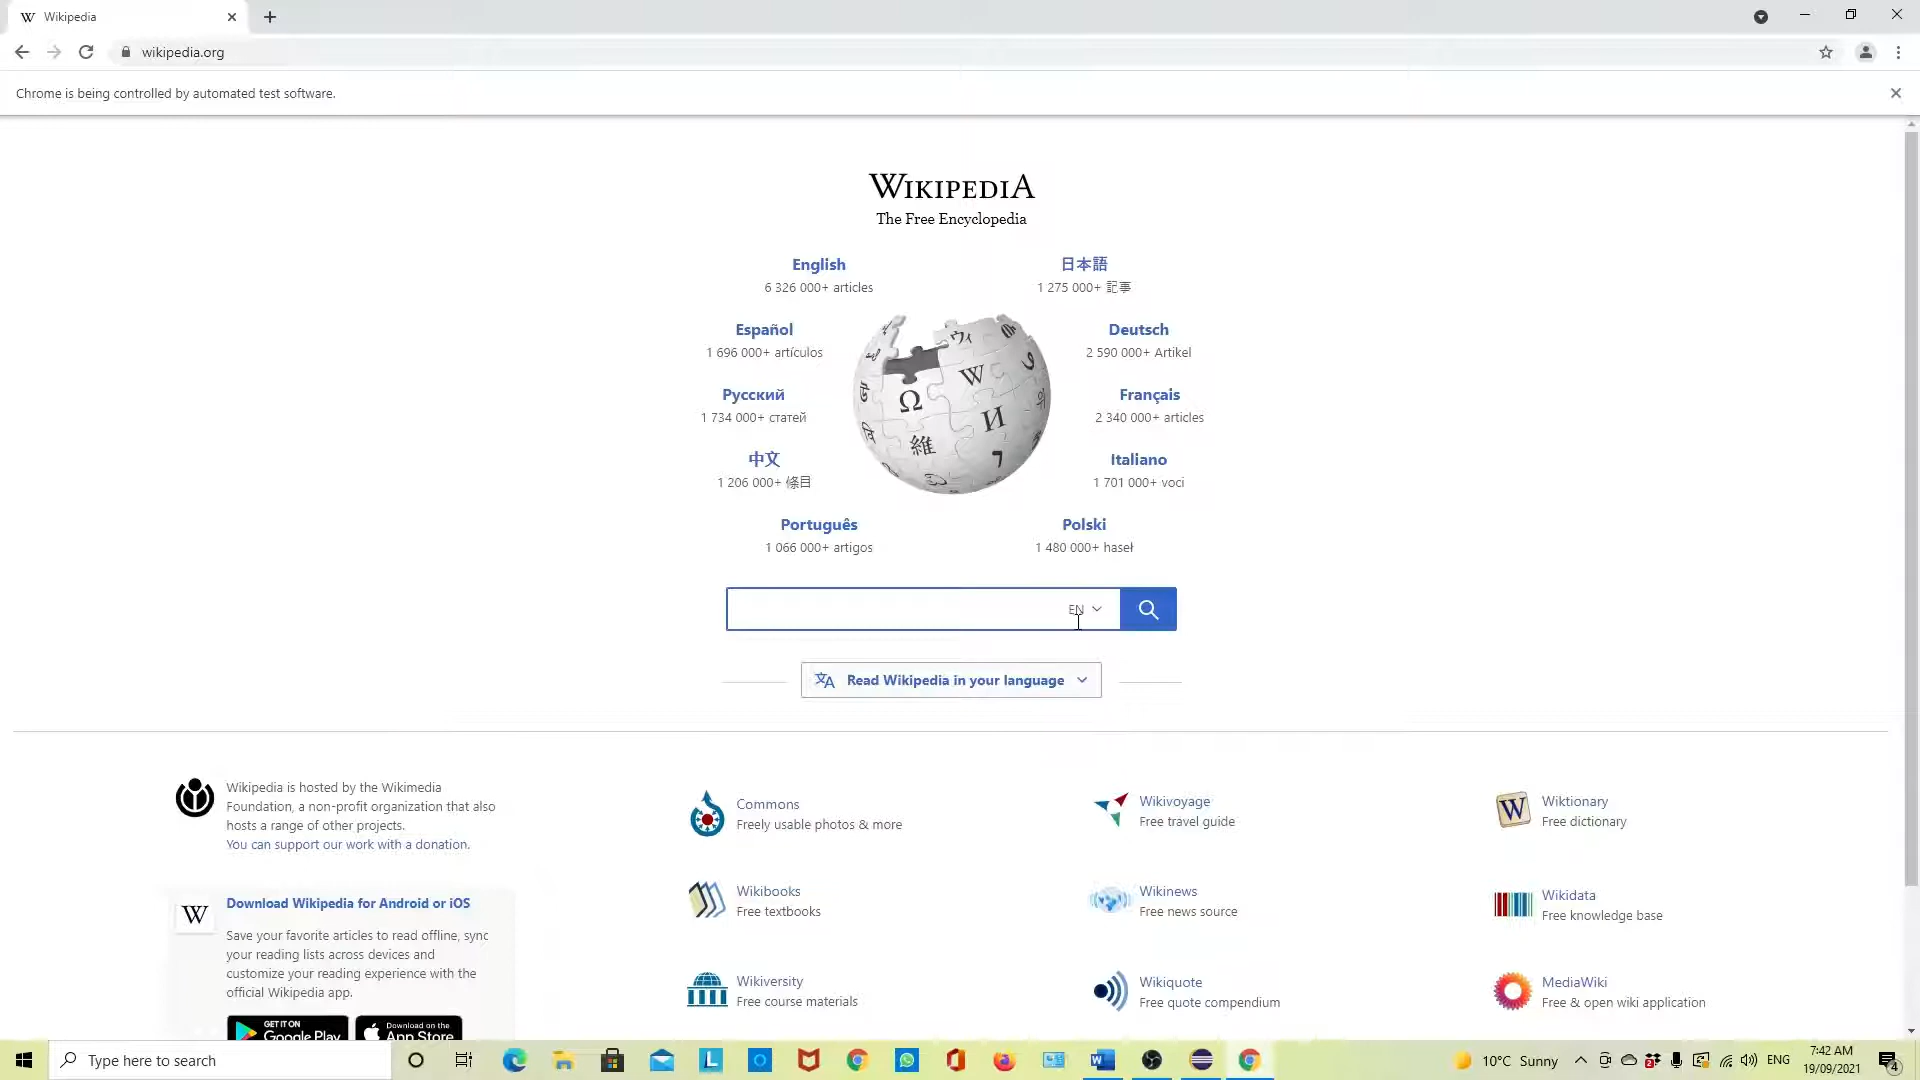 Wikipedia
wikipedia.org
Chrome is being controlled by automated test software.
WIKIPEDIA
The Free Encyclopedia
English
6 326 000+ articles
日本語
1 275 000+ 記事
Español
1 696 000+ artículos
Deutsch
2 590 000+ Artikel
Русский
1 734 000+ статей
Français
2 340 000+ articles
中文
1 206 000+ 條目
Italiano
1 701 000+ voci
Português
1 066 000+ artigos
Polski
1 480 000+ haseł
EN
Read Wikipedia in your language
Wikipedia is hosted by the Wikimedia
Foundation, a non-profit organization that also
hosts a range of other projects.
You can support our work with a donation.
Download Wikipedia for Android or iOS
Save your favorite articles to read offline, sync
your reading lists across devices and
customize your reading experience with the
official Wikipedia app.
GET IT ON
Google Play
Download on the
App Store
Commons
Freely usable photos & more
Wikivoyage
Free travel guide
Wiktionary
Free dictionary
Wikibooks
Free textbooks
Wikinews
Free news source
Wikidata
Free knowledge base
Wikiversity
Free course materials
Wikiquote
Free quote compendium
MediaWiki
Free & open wiki application
Type here to search
10°C Sunny
ENG
7:42 AM
19/09/2021
4